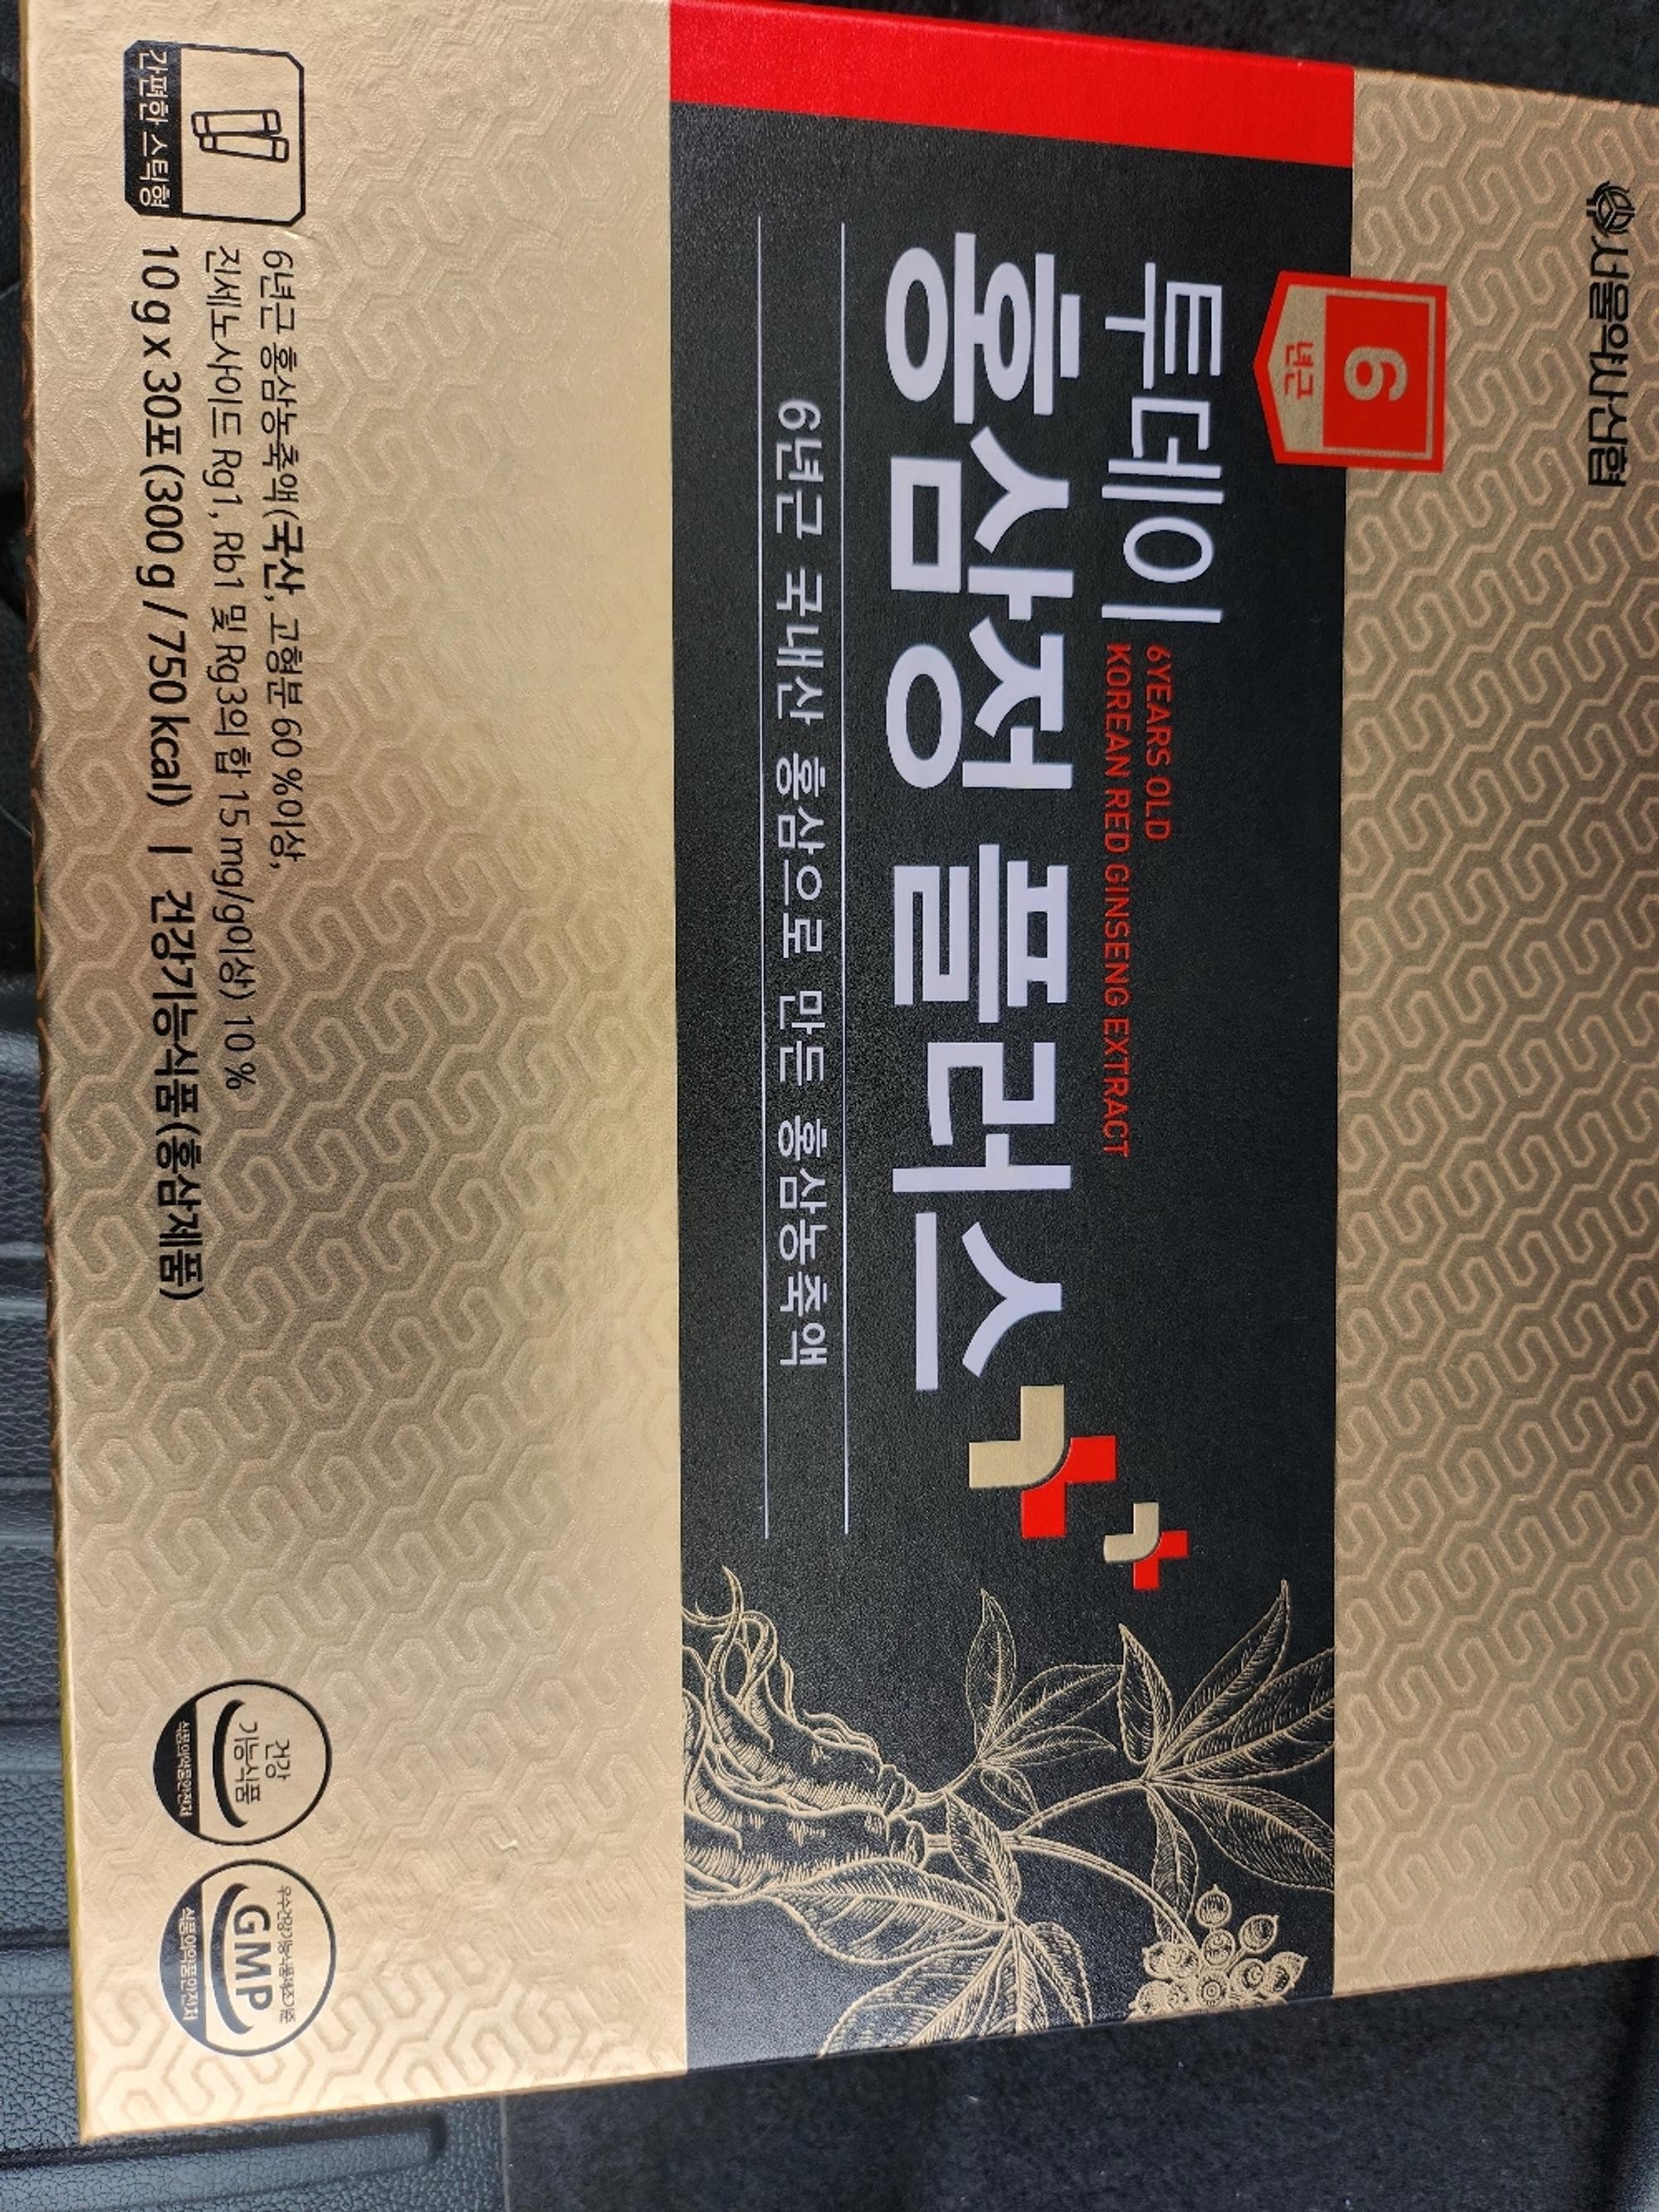 서울약사신협
6
년근
투데이
6YEARS OLD
KOREAN RED GINSENG EXTRACT
홍삼정 플러스
6년근 국내산 홍삼으로 만든 홍삼농축액
간편한 스틱형
6년근 홍삼농축액(국산, 고형분 60 %이상,
진세노사이드 Rg1, Rb1 및 Rg3의 합 15 mg/g이상) 10 %
10 g x 30포 (300 g / 750 kcal) | 건강기능식품(홍삼제품)
건강
기능식품
식품의약품안전처
우수건강기능식품제조기준
GMP
식품의약품안전처